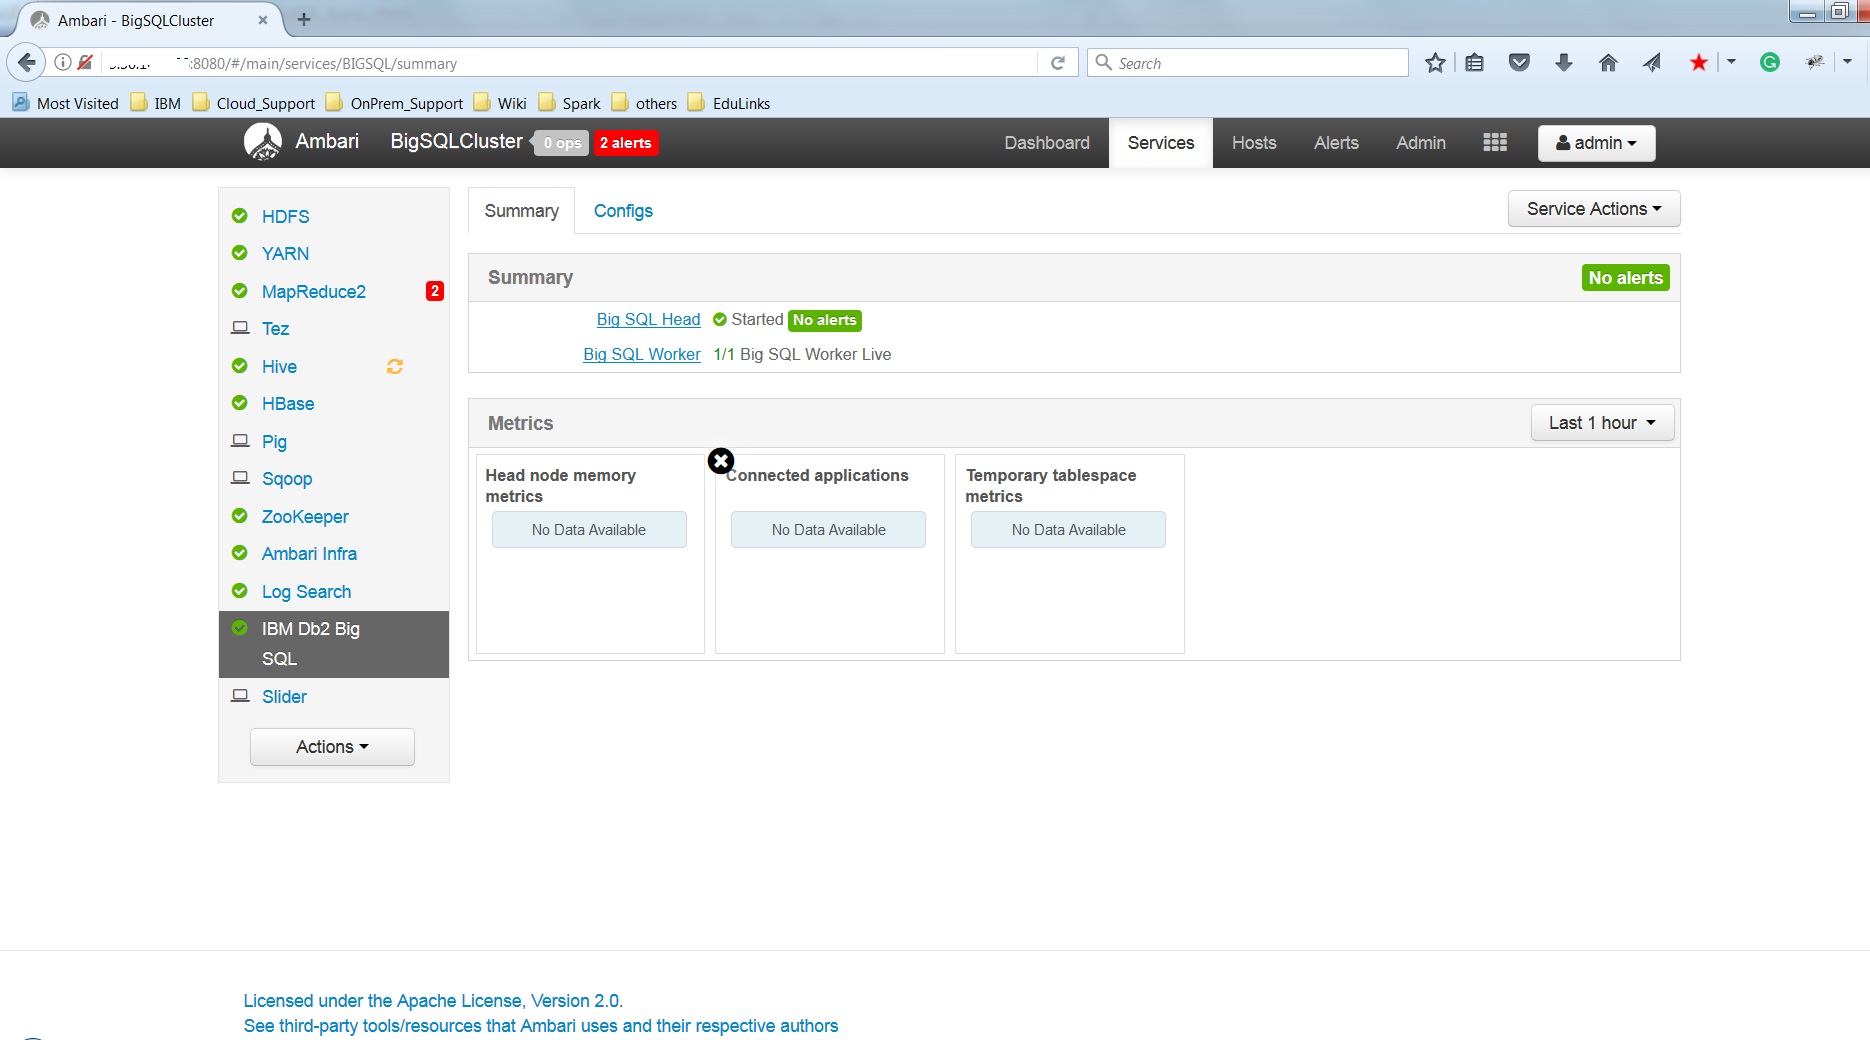 Ambari - BigSQLCluster
:8080/#/main/services/BIGSQL/summary
Search
Most Visited IBM Cloud_Support OnPrem_Support Wiki Spark others EduLinks
Ambari BigSQLCluster 0 ops 2 alerts Dashboard Services Hosts Alerts Admin admin
HDFS
YARN
MapReduce2 2
Tez
Hive
HBase
Pig
Sqoop
ZooKeeper
Ambari Infra
Log Search
IBM Db2 Big
SQL
Slider
Actions
Summary Configs Service Actions
Summary No alerts
Big SQL Head Started No alerts
Big SQL Worker 1/1 Big SQL Worker Live
Metrics Last 1 hour
Head node memory
metrics
No Data Available
Connected applications
No Data Available
Temporary tablespace
metrics
No Data Available
Licensed under the Apache License, Version 2.0.
See third-party tools/resources that Ambari uses and their respective authors